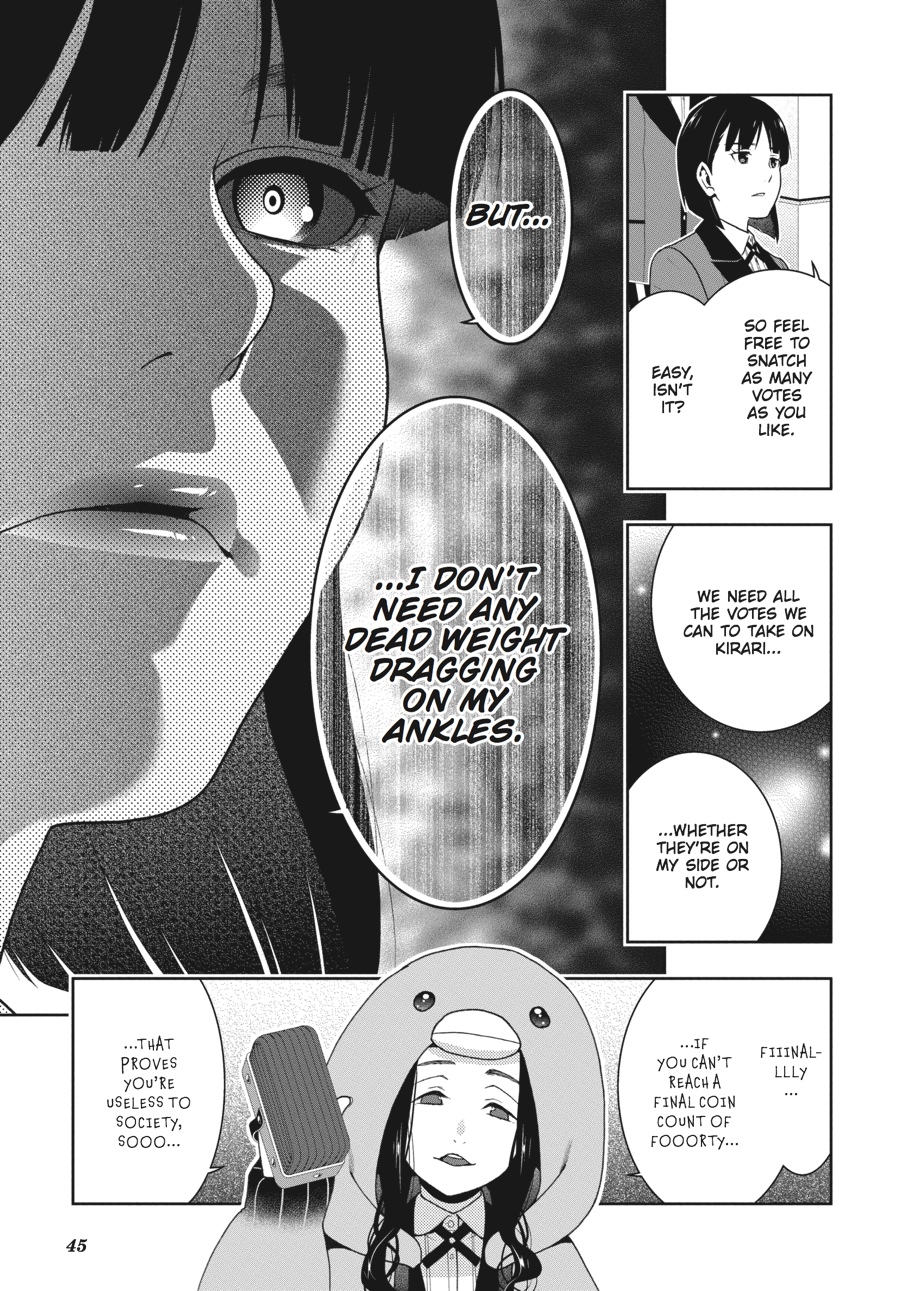 SO FEEL
FREE TO
SNATCH
AS MANY
VOTES
AS YOU
LIKE.
EASY,
ISN'T
IT?
WE NEED ALL
THE VOTES WE
CAN TO TAKE ON
KIRARI...
...WHETHER
THEY'RE ON
MY SIDE OR
NOT.
BUT...
...I DON'T
NEED ANY
DEAD WEIGHT
DRAGGING
ON MY
ANKLES.
FIIINAL-
LLLY
...
...IF
YOU CAN'T
REACH A
FINAL COIN
COUNT OF
FOOORTY...
...THAT
PROVES
YOU'RE
USELESS TO
SOCIETY,
SOOO...
45